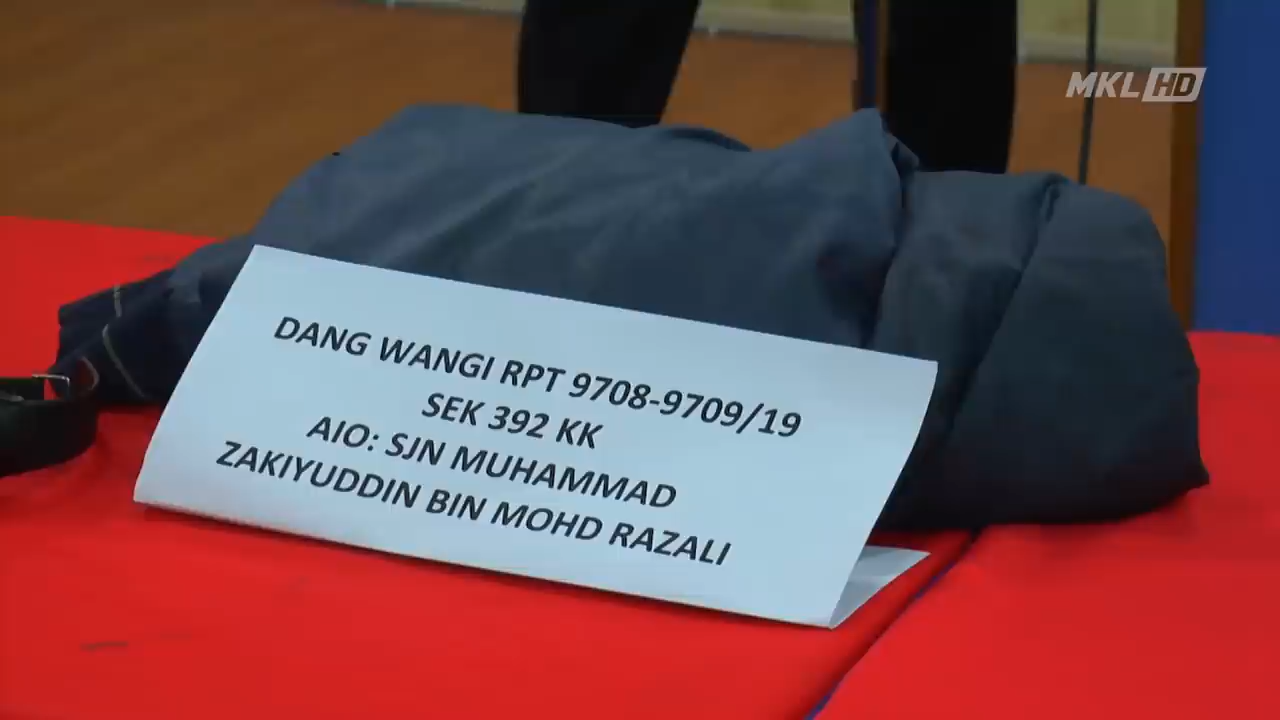 MKL HD
DANG WANGI RPT 9708-9709/19
SEK 392 KK
AIO: SJN MUHAMMAD
ZAKIYUDDIN BIN MOHD RAZALI